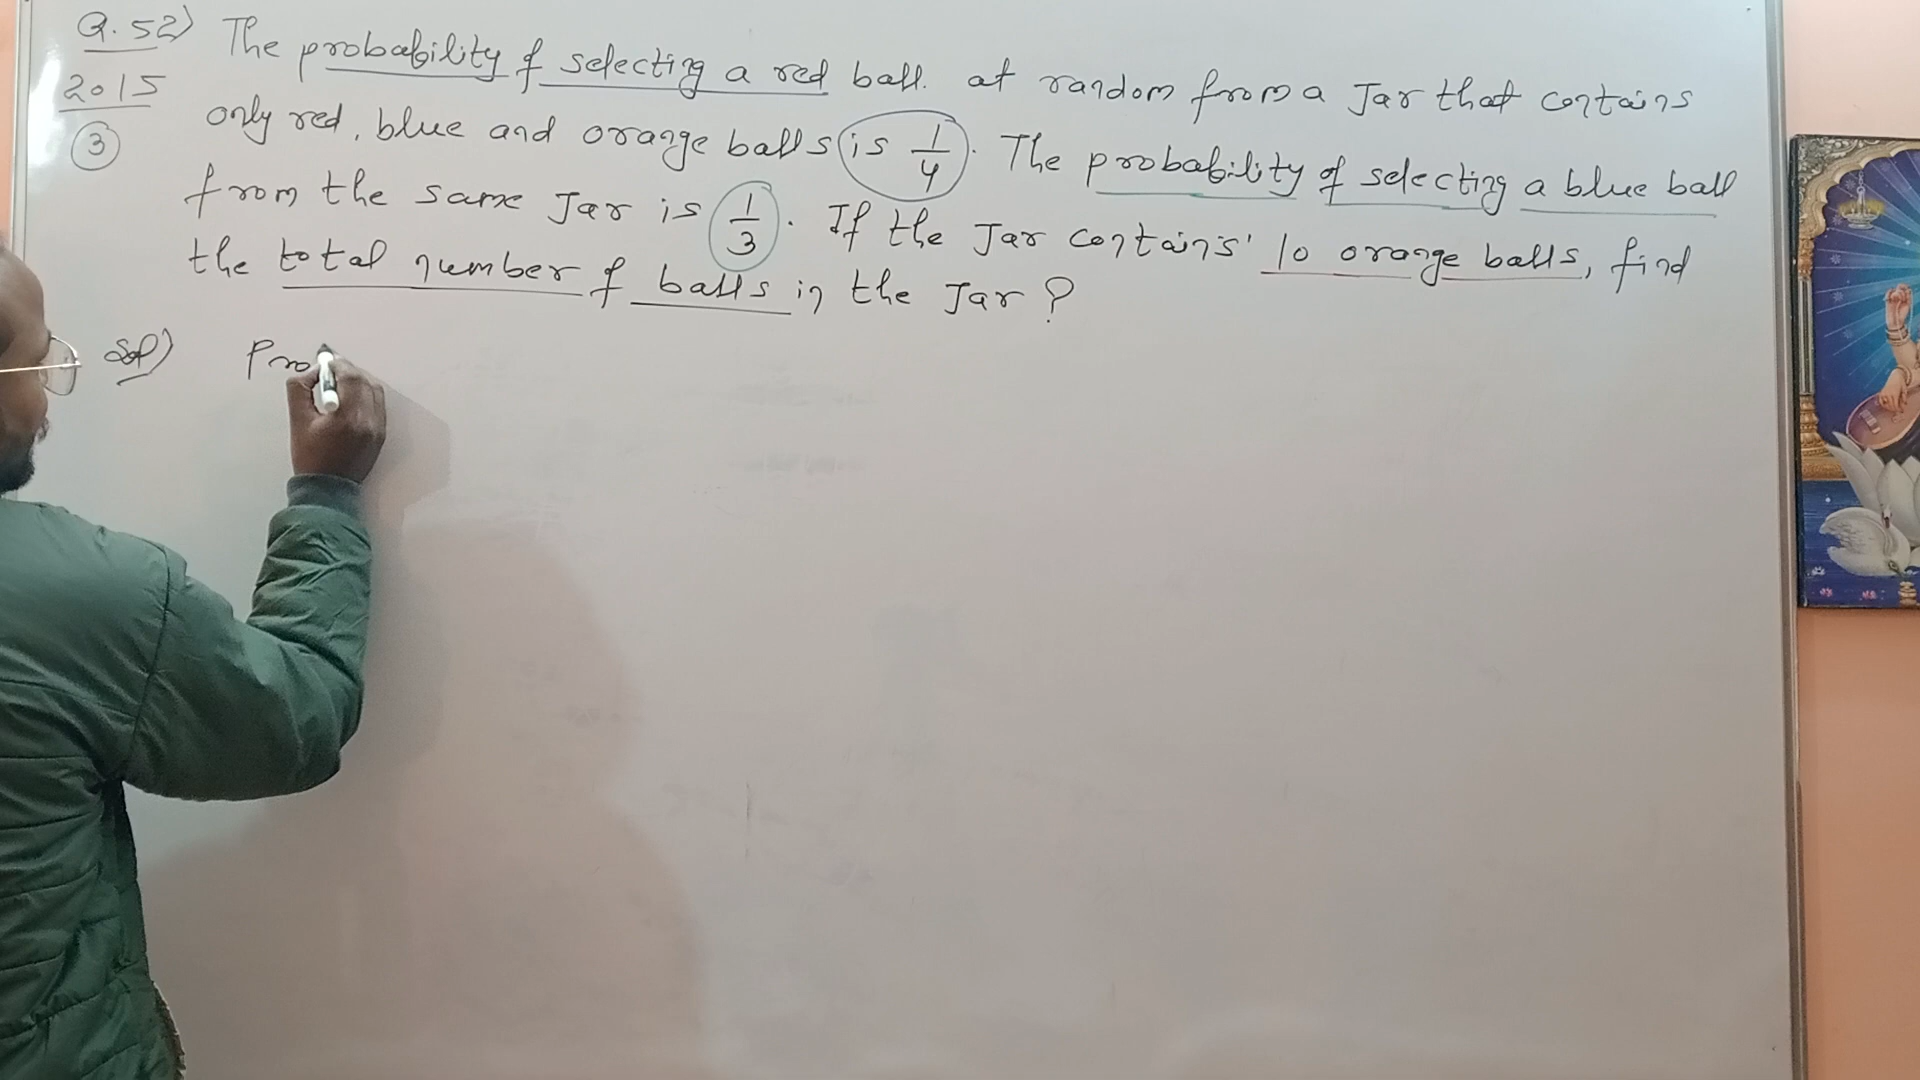 Q.52) The probability of selecting a red ball. at random from a Jar that contains
2015 only red, blue and orange balls is 1/4. The probability of selecting a blue ball
3 from the same Jar is 1/3. If the Jar contains 10 orange balls, find
the total number of balls in the Jar?
Sol) Pro